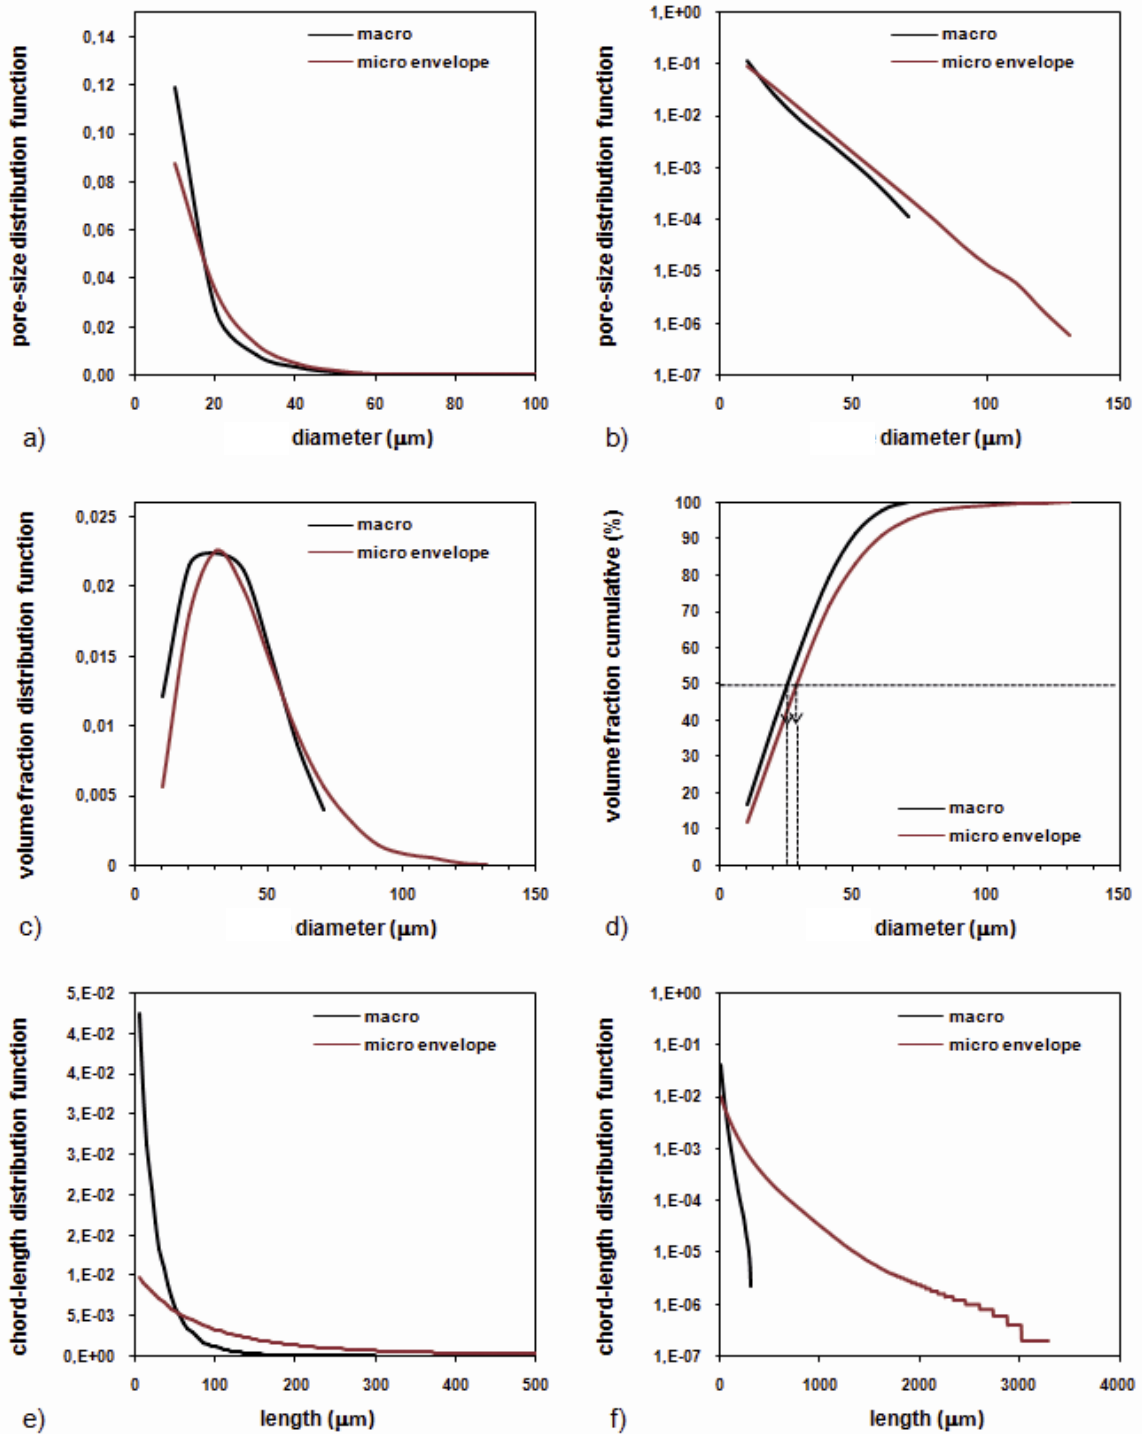 pore-size distribution function
0,14
0,12
0,10
0,08
0,06
0,04
0,02
0,00
macro
micro envelope
0 20 40 60 80 100
a) diameter (μm)
pore-size distribution function
1,E+00
1,E-01
1,E-02
1,E-03
1,E-04
1,E-05
1,E-06
1,E-07
macro
micro envelope
0 50 100 150
b) diameter (μm)
volume fraction distribution function
0,025
0,02
0,015
0,01
0,005
0
macro
micro envelope
0 50 100 150
c) diameter (μm)
volume fraction cumulative (%)
100
90
80
70
60
50
40
30
20
10
0
macro
micro envelope
0 50 100 150
d) diameter (μm)
chord-length distribution function
5,E-02
4,E-02
4,E-02
3,E-02
3,E-02
2,E-02
2,E-02
1,E-02
5,E-03
0,E+00
macro
micro envelope
0 100 200 300 400 500
e) length (μm)
chord-length distribution function
1,E+00
1,E-01
1,E-02
1,E-03
1,E-04
1,E-05
1,E-06
1,E-07
macro
micro envelope
0 1000 2000 3000 4000
f) length (μm)